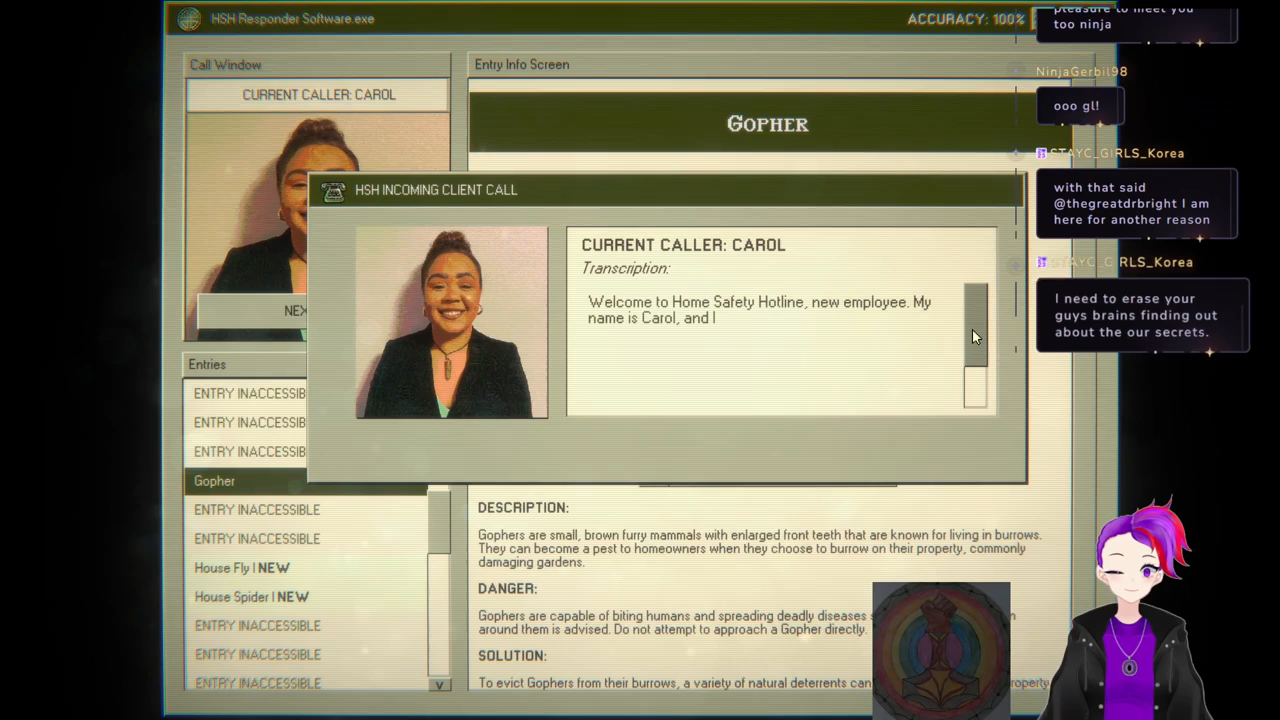 HSH Responder Software.exe
ACCURACY: 100%
Call Window
CURRENT CALLER: CAROL
Entries
ENTRY INACCESSIB
ENTRY INACCESSIB
ENTRY INACCESSIB
Gopher
ENTRY INACCESSIBLE
ENTRY INACCESSIBLE
House Fly | NEW
House Spider | NEW
ENTRY INACCESSIBLE
ENTRY INACCESSIBLE
ENTRY INACCESSIBLE
V
Entry Info Screen
GOPHER
HSH INCOMING CLIENT CALL
CURRENT CALLER: CAROL
Transcription:
Welcome to Home Safety Hotline, new employee. My
name is Carol, and I
DESCRIPTION:
Gophers are small, brown furry mammals with enlarged front teeth that are known for living in burrows.
They can become a pest to homeowners when they choose to burrow on their property, commonly
damaging gardens.
DANGER:
Gophers are capable of biting humans and spreading deadly diseases
around them is advised. Do not attempt to approach a Gopher directly.
SOLUTION:
To evict Gophers from their burrows, a variety of natural deterrents can
pleasure to meet you
too ninja
NinjaGerbil98
ooo gl!
STAYC_GIRLS_Korea
with that said
@thegreatdrbright I am
here for another reason
STAYC_GIRLS_Korea
I need to erase your
guys brains finding out
about the our secrets.